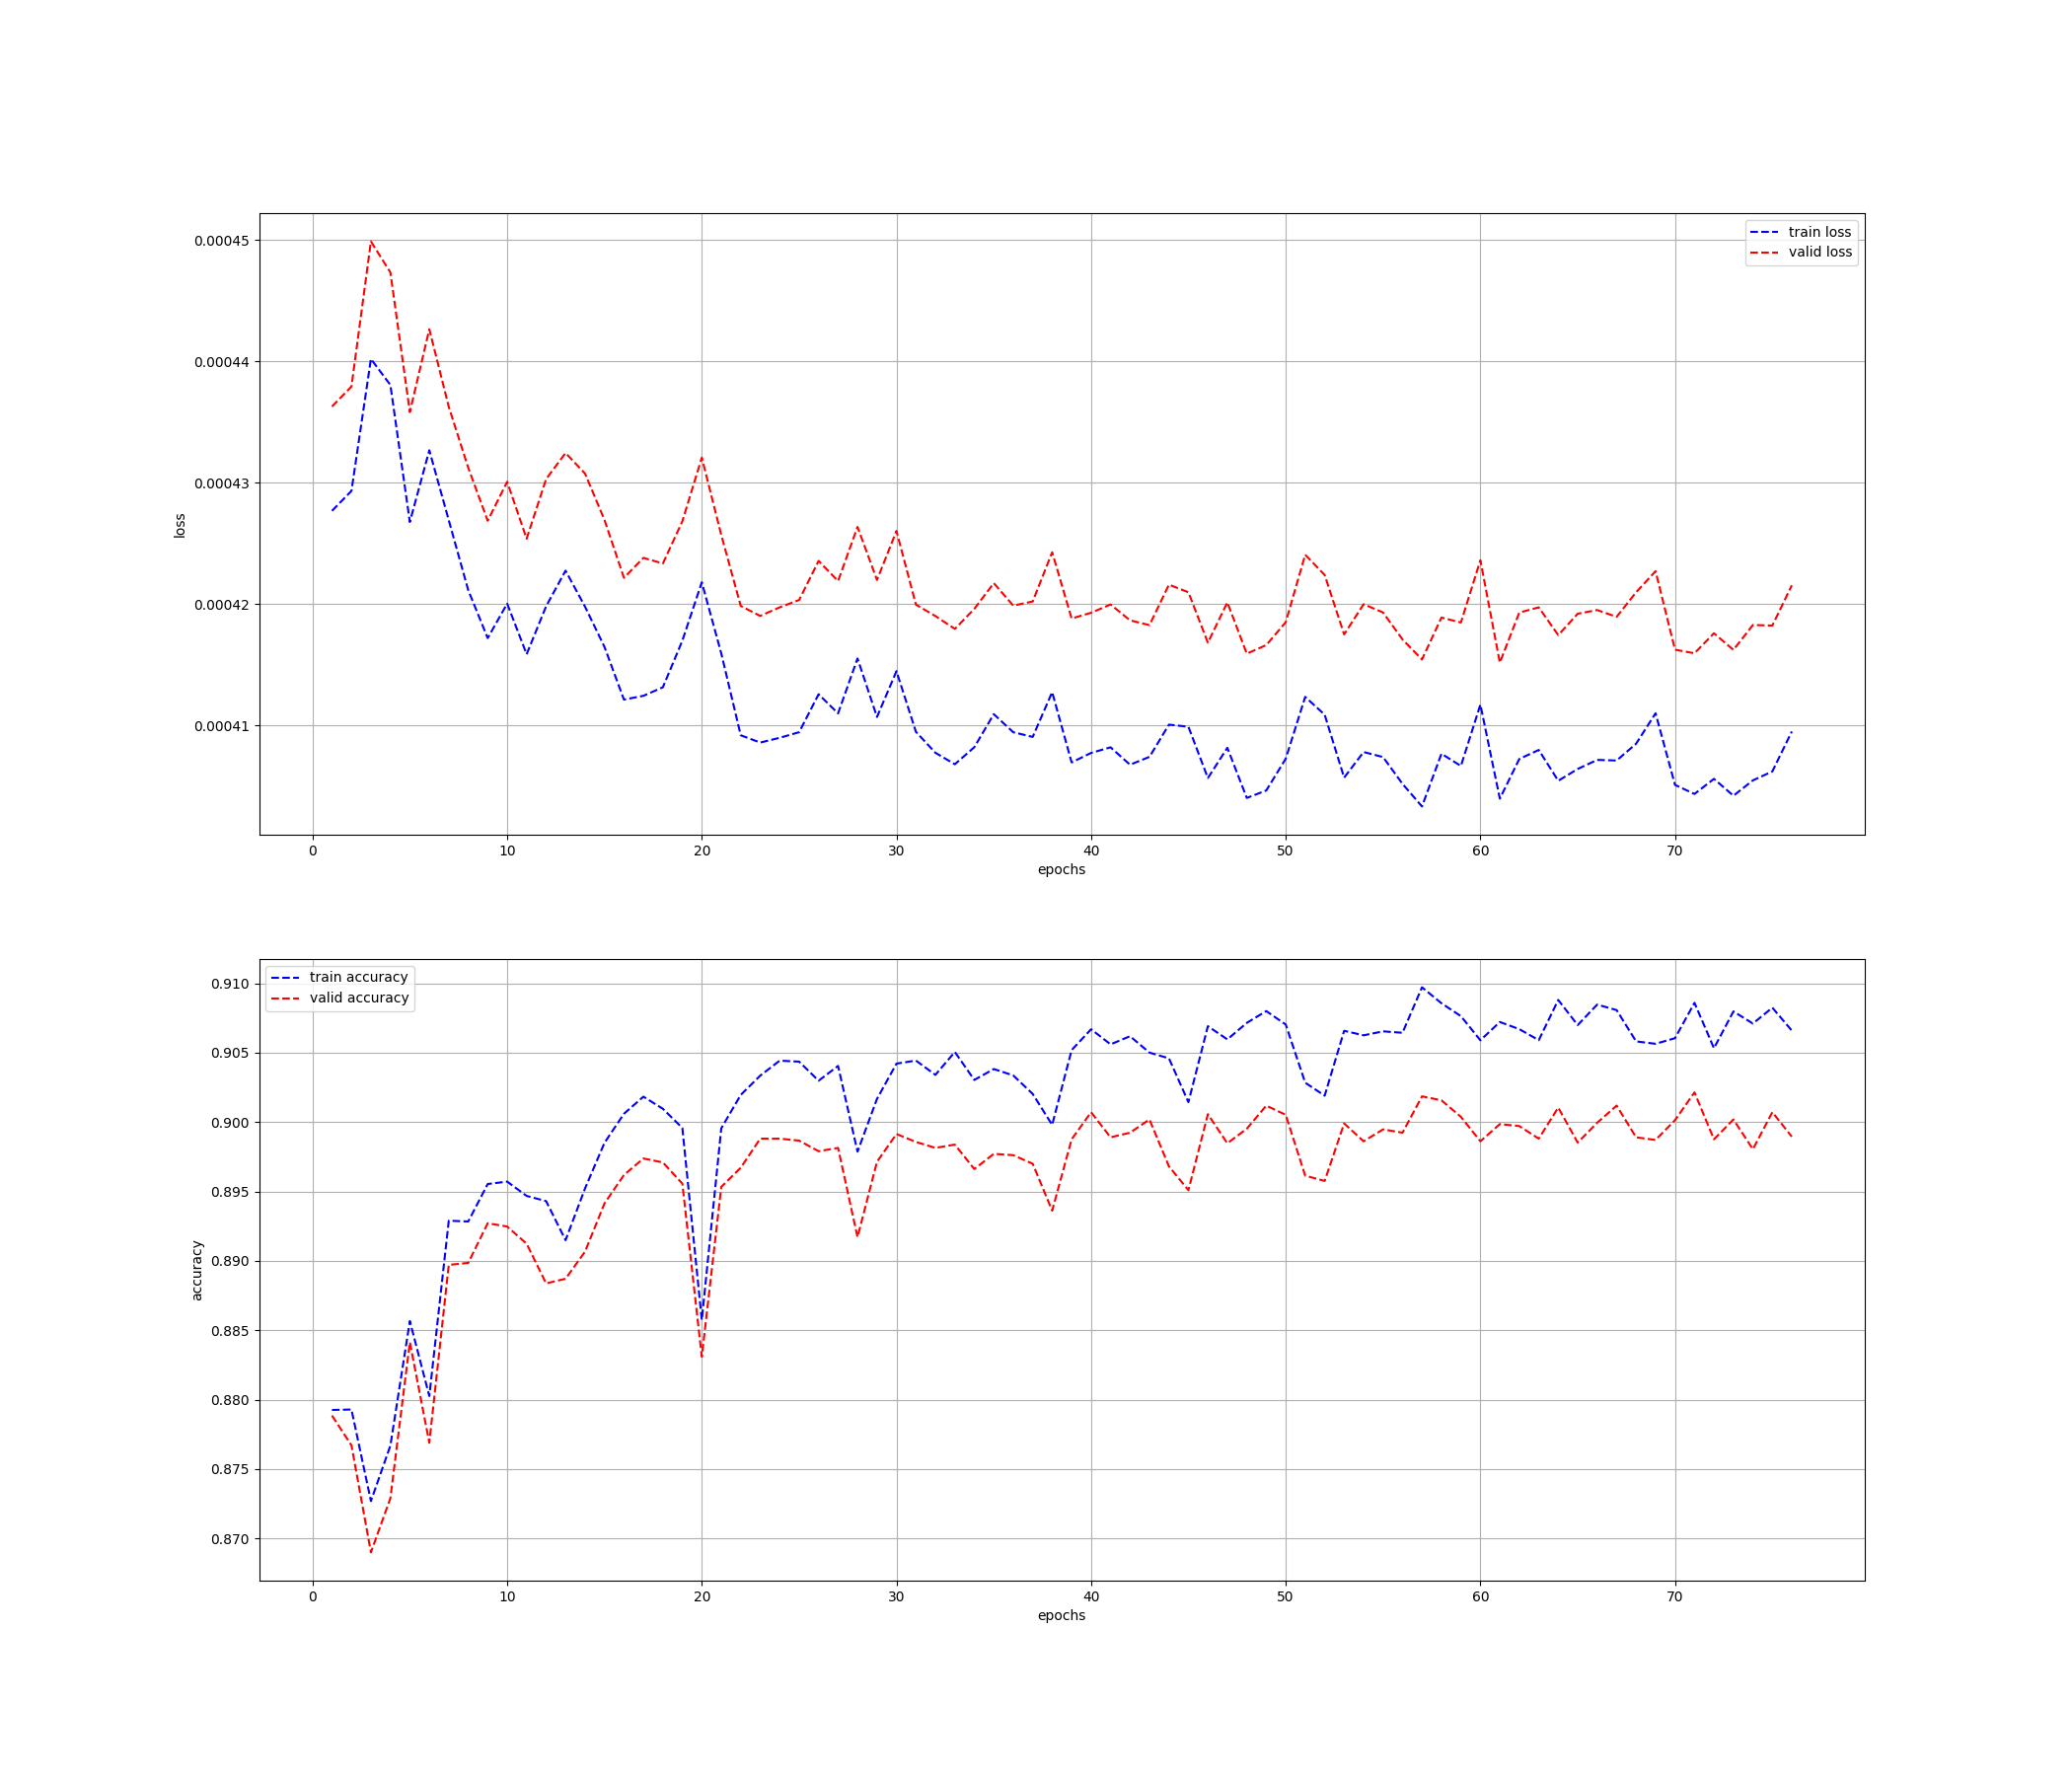 train loss
valid loss
0.00045
0.00044
0.00043
0.00042
0.00041
loss
0 10 20 30 40 50 60 70
epochs
train accuracy
valid accuracy
0.910
0.905
0.900
0.895
0.890
0.885
0.880
0.875
0.870
accuracy
0 10 20 30 40 50 60 70
epochs